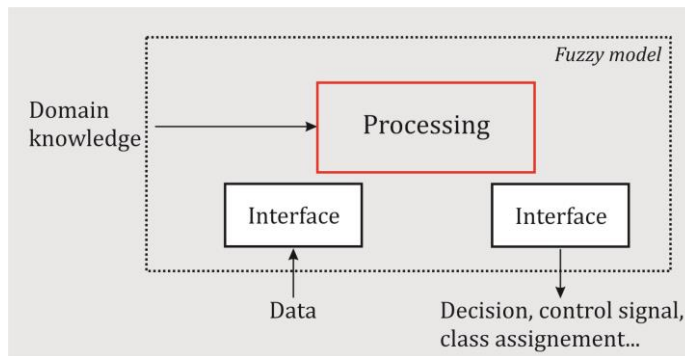 Fuzzy model
Domain
knowledge
Processing
Interface
Interface
Data
Decision, control signal,
class assignement...